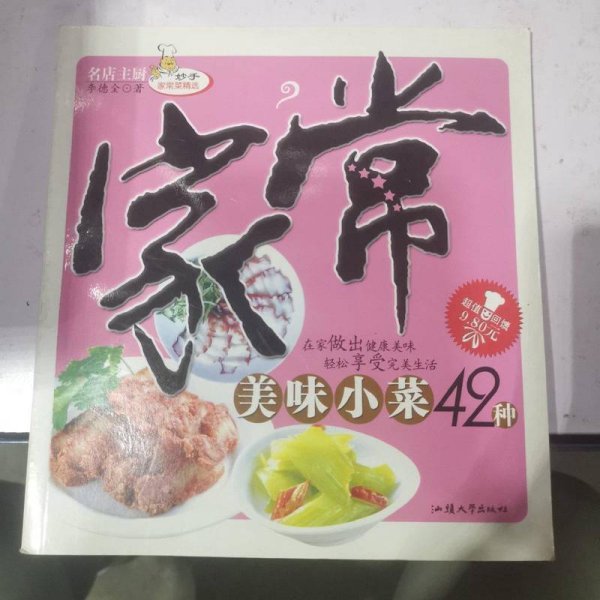 名店主厨
李德全⊙著
妙手
家常菜精选
家常
超值回馈
9.80元
在家做出健康美味
轻松享受完美生活
美味小菜42种
汕头大学出版社